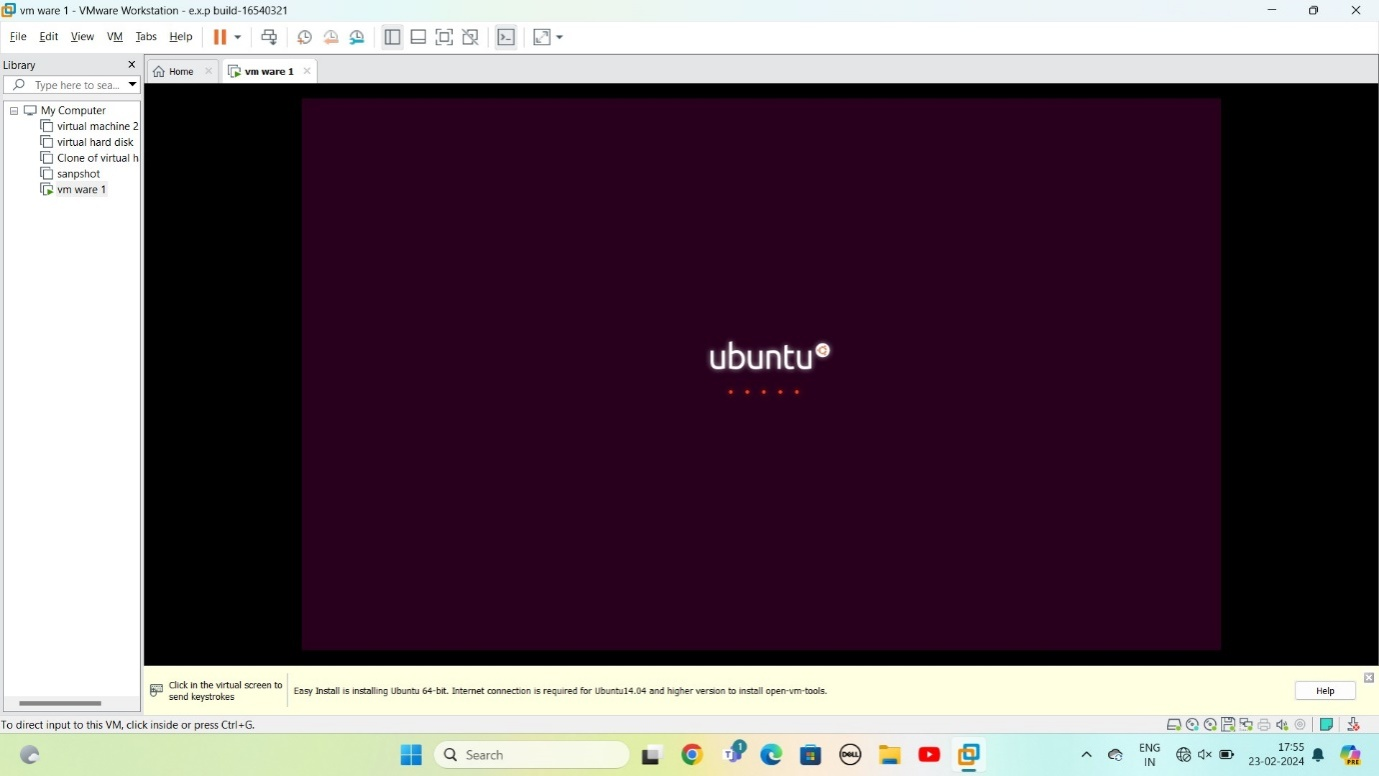 vm ware 1 - VMware Workstation - e.x.p build-16540321
File Edit View VM Tabs Help
Library
Home
vm ware 1
Type here to sea...
My Computer
virtual machine 2
virtual hard disk
Clone of virtual h
sanpshot
vm ware 1
ubuntu
Click in the virtual screen to
send keystrokes
Easy Install is installing Ubuntu 64-bit. Internet connection is required for Ubuntu14.04 and higher version to install open-vm-tools.
Help
To direct input to this VM, click inside or press Ctrl+G.
Search
1
DELL
ENG
IN
17:55
23-02-2024
PRE